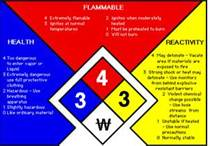 FLAMMABLE
4 Extremely flammable
3 Ignites at normal
temperatures
2 Ignites when moderately
heated
1 Must be preheated to burn
0 Will not burn
HEALTH
4 Too dangerous
to enter vapor or
liquid
3 Extremely dangerous
use full protective
clothing
2 Hazardous - Use
breathing
apparatus
1 Slightly hazardous
0 Like ordinary material
REACTIVITY
4 May detonate - Vacate
area if materials are
exposed to fire
3 Strong shock or heat may
detonate - Use monitors
from behind explosive
resistant barriers
2 Violent chemical
change possible
- Use hose
streams from
distance
1 Unstable if heated
- Use normal
precautions
0 Normally stable
4
3
3
W